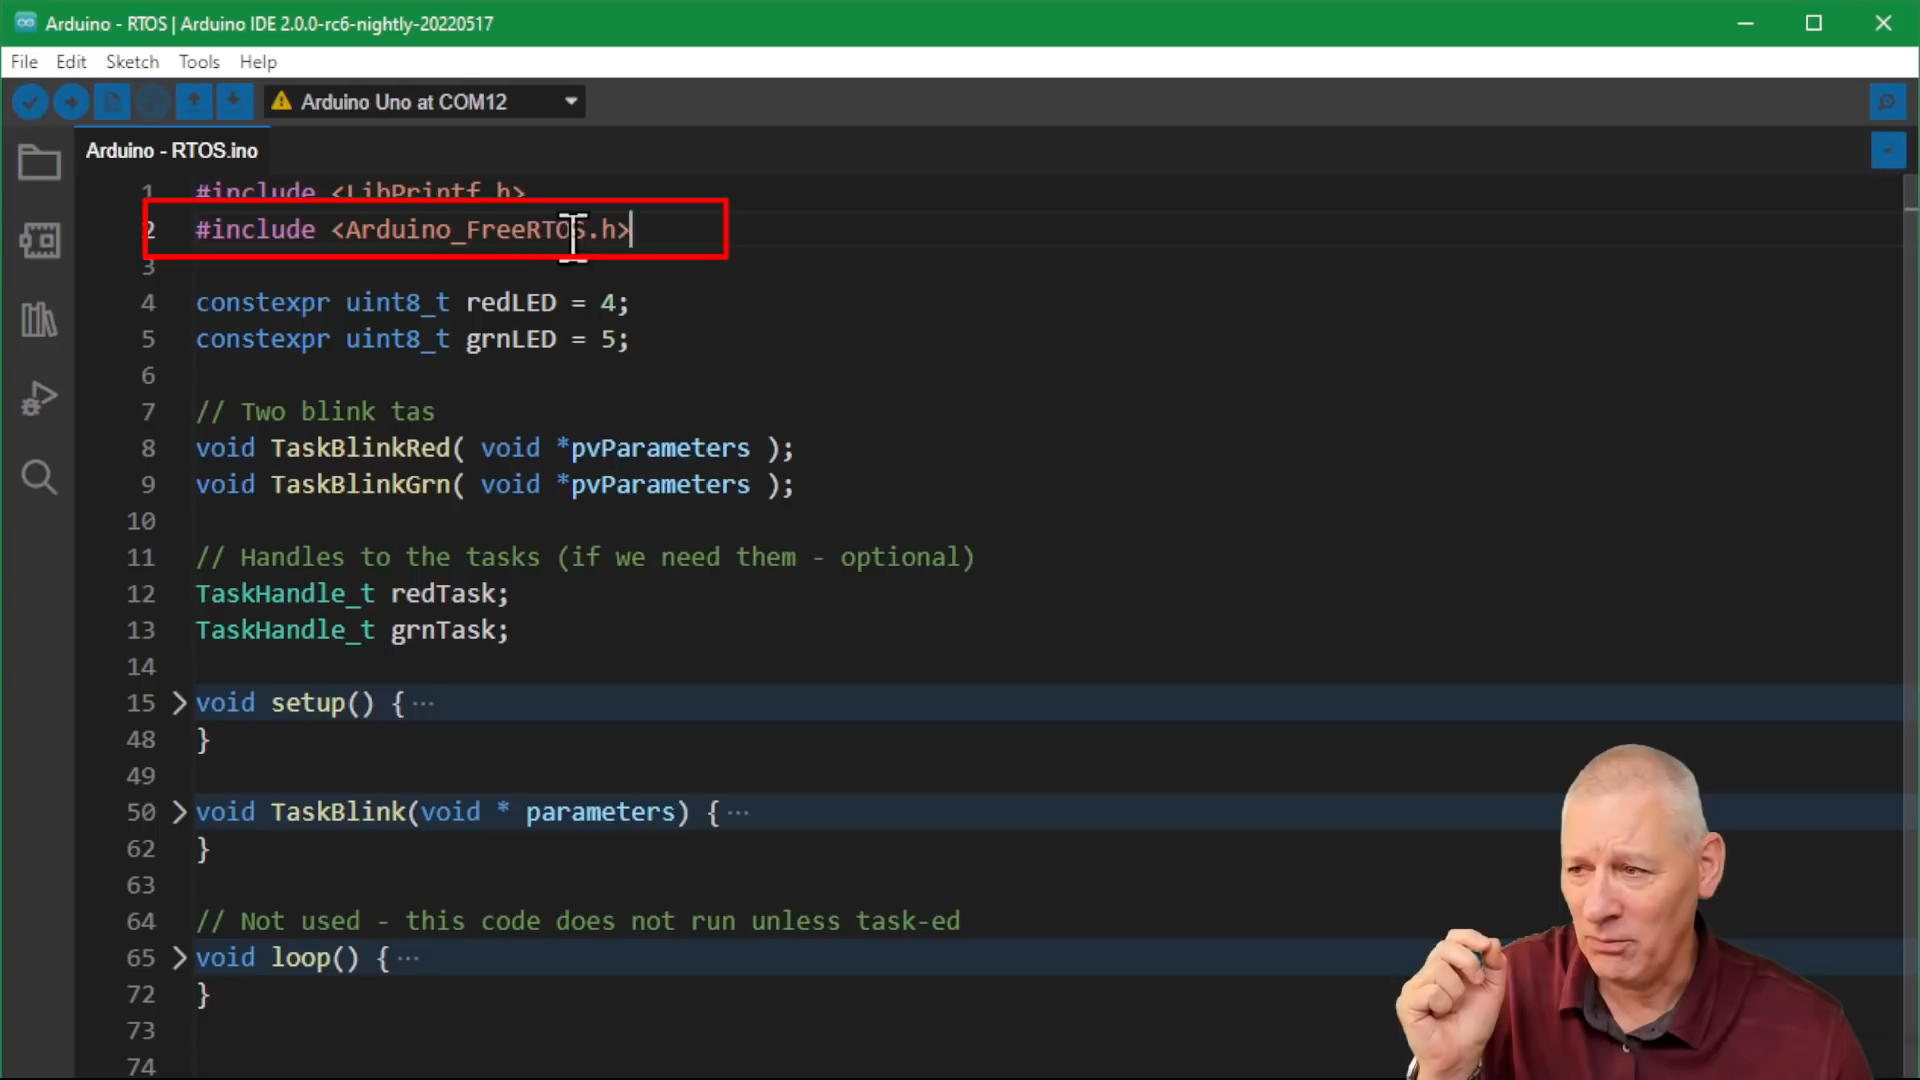 Arduino - RTOS | Arduino IDE 2.0.0-rc6-nightly-20220517
File Edit Sketch Tools Help
Arduino Uno at COM12
Arduino - RTOS.ino
1 #include <LibPrintf.h>
2 #include <Arduino_FreeRTOS.h>
3
4 constexpr uint8_t redLED = 4;
5 constexpr uint8_t grnLED = 5;
6
7 // Two blink tas
8 void TaskBlinkRed( void *pvParameters );
9 void TaskBlinkGrn( void *pvParameters );
10
11 // Handles to the tasks (if we need them - optional)
12 TaskHandle_t redTask;
13 TaskHandle_t grnTask;
14
15 void setup() { ···
48 }
49
50 void TaskBlink(void * parameters) { ···
62 }
63
64 // Not used - this code does not run unless task-ed
65 void loop() { ···
72 }
73
74